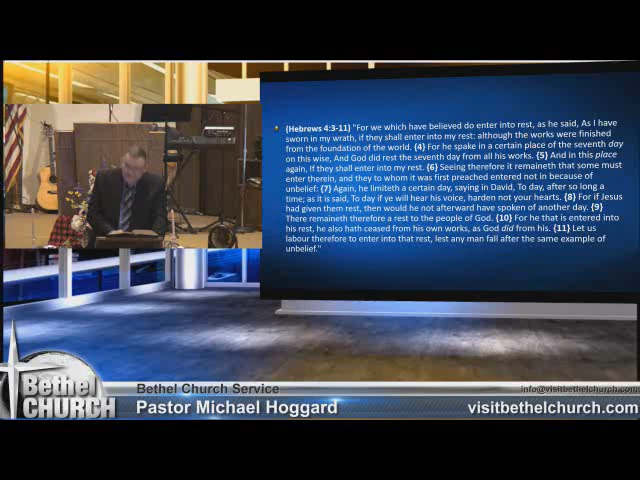 (Hebrews 4:3-11) "For we which have believed do enter into rest, as he said, As I have
sworn in my wrath, if they shall enter into my rest: although the works were finished
from the foundation of the world. {4} For he spake in a certain place of the seventh day
on this wise, And God did rest the seventh day from all his works. {5} And in this place
again, If they shall enter into my rest. {6} Seeing therefore it remaineth that some must
enter therein, and they to whom it was first preached entered not in because of
unbelief: {7} Again, he limiteth a certain day, saying in David, To day, after so long a
time; as it is said, To day if ye will hear his voice, harden not your hearts. {8} For if Jesus
had given them rest, then would he not afterward have spoken of another day. {9}
There remaineth therefore a rest to the people of God. {10} For he that is entered into
his rest, he also hath ceased from his own works, as God did from his. {11} Let us
labour therefore to enter into that rest, lest any man fall after the same example of
unbelief."
Bethel
CHURCH
Bethel Church Service
info@visitbethelchurch.com
Pastor Michael Hoggard
visitbethelchurch.com